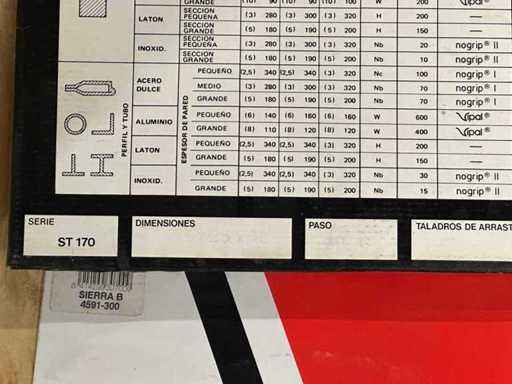 GRANDE (10) 90 (10) 90 (10) 100 W 200 Vipal®
LATON SECCION PEQUEÑA (3) 280 (3) 300 (3) 320 H 200 —
SECCION GRANDE (5) 180 (5) 190 (5) 200 H 150 —
INOXID. SECCION PEQUEÑA (3) 280 (3) 300 (3) 320 Nb 20 nogrip® II
SECCION GRANDE (5) 180 (5) 190 (5) 200 Nb 10 nogrip® II
PERFIL Y TUBO
ESPESOR DE PARED
ACERO DULCE PEQUEÑO (2,5) 340 (2,5) 340 (3) 320 Nc 100 nogrip® I
MEDIO (3) 280 (3) 300 (3) 320 Nb 70 nogrip® I
GRANDE (5) 180 (5) 190 (5) 200 Nb 70 nogrip® I
ALUMINIO PEQUEÑO (6) 140 (6) 160 (6) 160 W 600 Vipal®
GRANDE (8) 110 (8) 120 (8) 120 W 400 Vipal®
LATON PEQUEÑO (2,5) 340 (2,5) 340 (3) 320 H 200 —
GRANDE (5) 180 (5) 190 (5) 200 H 150 —
INOXID. PEQUEÑO (2,5) 340 (2,5) 340 (3) 320 Nb 30 nogrip® II
GRANDE (5) 180 (5) 190 (5) 200 Nb 15 nogrip® II
SERIE DIMENSIONES PASO TALADROS DE ARRAST
ST 170
SIERRA B
4591-300